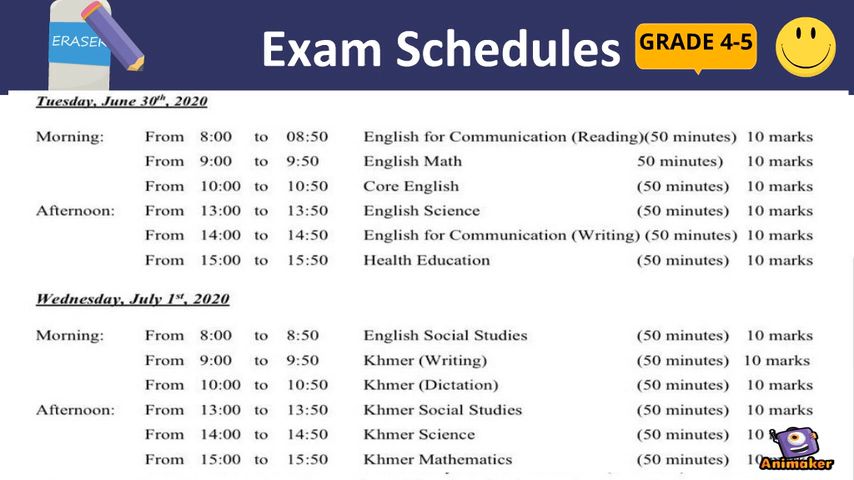 ERASER
Exam Schedules
GRADE 4-5
Tuesday, June 30th, 2020
Morning: From 8:00 to 08:50 English for Communication (Reading)(50 minutes) 10 marks
From 9:00 to 9:50 English Math 50 minutes) 10 marks
From 10:00 to 10:50 Core English (50 minutes) 10 marks
Afternoon: From 13:00 to 13:50 English Science (50 minutes) 10 marks
From 14:00 to 14:50 English for Communication (Writing) (50 minutes) 10 marks
From 15:00 to 15:50 Health Education (50 minutes) 10 marks
Wednesday, July 1st, 2020
Morning: From 8:00 to 8:50 English Social Studies (50 minutes) 10 marks
From 9:00 to 9:50 Khmer (Writing) (50 minutes) 10 marks
From 10:00 to 10:50 Khmer (Dictation) (50 minutes) 10 marks
Afternoon: From 13:00 to 13:50 Khmer Social Studies (50 minutes) 10 marks
From 14:00 to 14:50 Khmer Science (50 minutes) 10
From 15:00 to 15:50 Khmer Mathematics (50 minutes) 10
Animaker